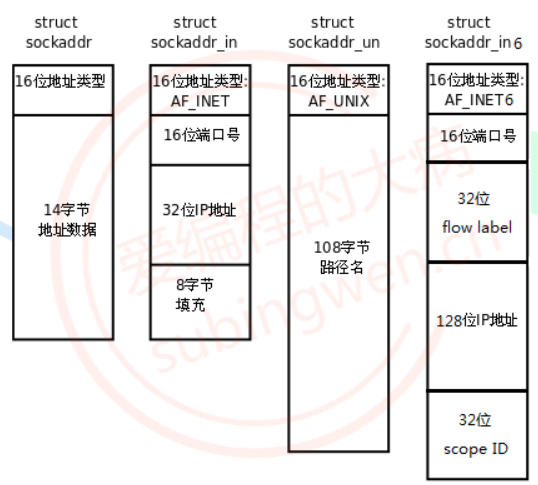 struct
sockaddr
16位地址类型
14字节
地址数据
struct
sockaddr_in
16位地址类型:
AF_INET
16位端口号
32位IP地址
8字节
填充
struct
sockaddr_un
16位地址类型:
AF_UNIX
108字节
路径名
struct
sockaddr_in6
16位地址类型:
AF_INET6
16位端口号
32位
flow label
128位IP地址
32位
scope ID
爱编程的大病
subingwen.cn